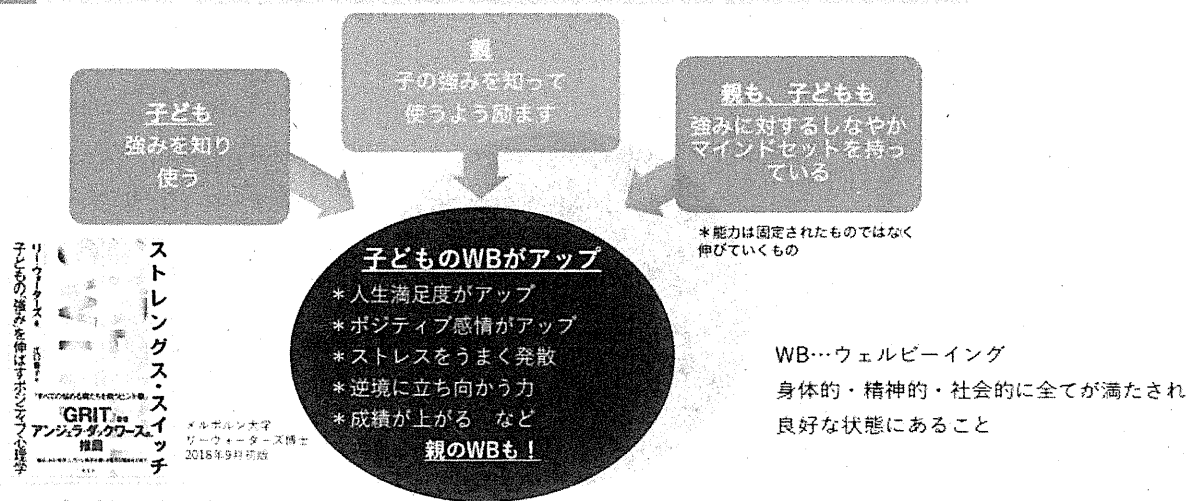 子ども
強みを知り
使う
親
子の強みを知って
使うよう励ます
親も、子どもも
強みに対するしなやか
マインドセットを持っ
ている
＊能力は固定されたものではなく
伸びていくもの
子どものWBがアップ
＊人生満足度がアップ
＊ポジティブ感情がアップ
＊ストレスをうまく発散
＊逆境に立ち向かう力
＊成績が上がる　など
親のWBも！
WB…ウェルビーイング
身体的・精神的・社会的に全てが満たされ
良好な状態にあること
ストレングス・スイッチ
リー・ウォーターズ
子どもの“強み”を伸ばすポジティブ心理学
GRIT
アンジェラ・ダックワース
推薦
メルボルン大学
リーウォーターズ博士
2018年9月初版